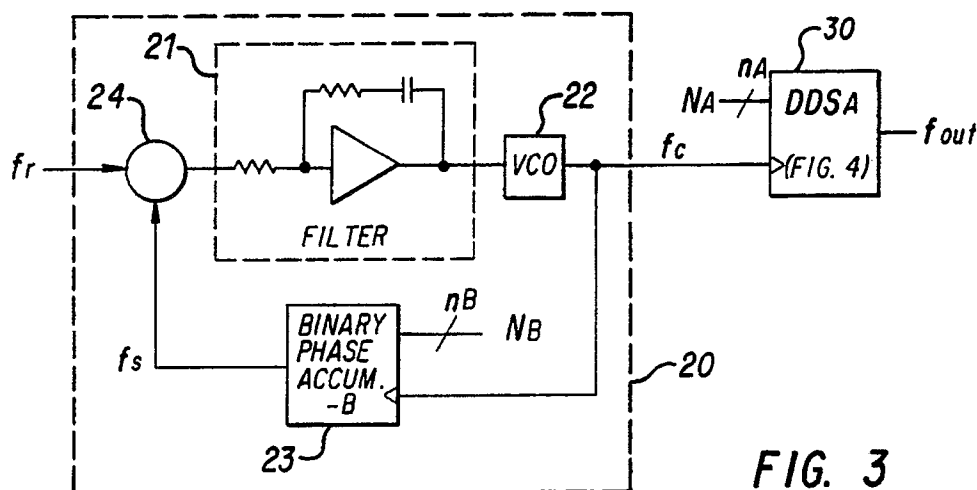 21
24
fr
FILTER
22
VCO
fc
30
nA
NA
DDSA
(FIG. 4)
fout
fs
BINARY
PHASE
ACCUM.
-B
nB
NB
23
20
FIG. 3